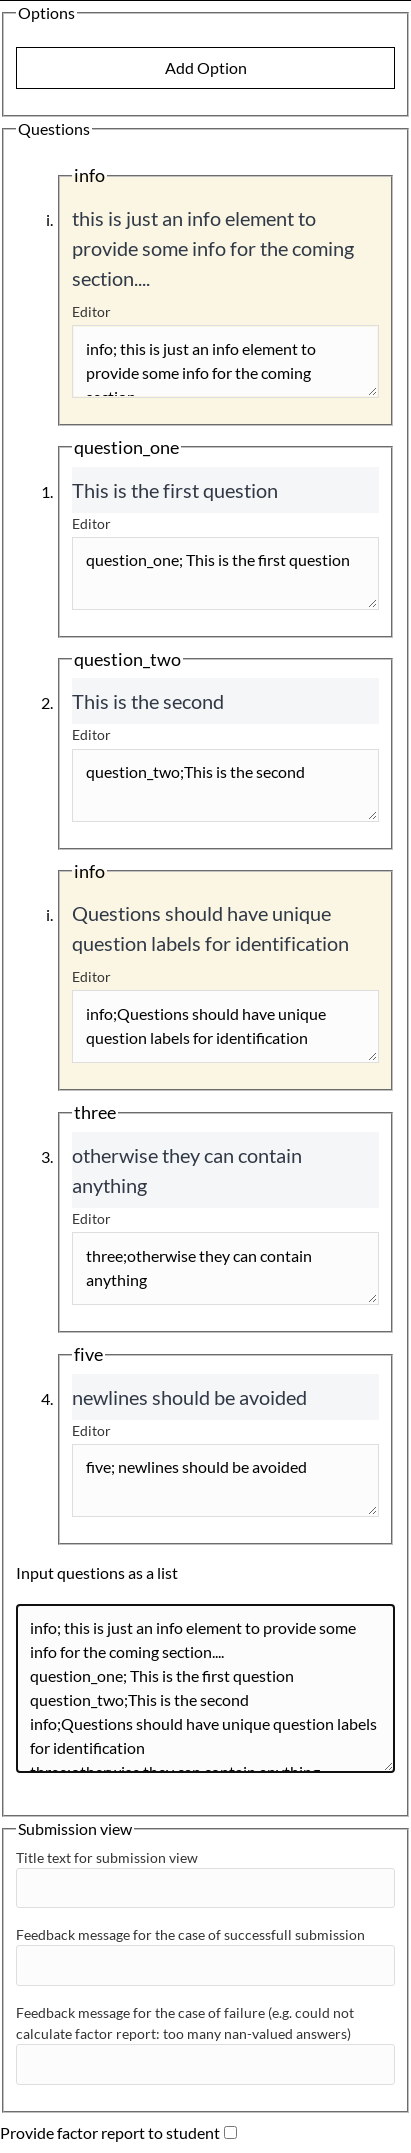 Options
Add Option
Questions
info
i.
this is just an info element to
provide some info for the coming
section....
Editor
info; this is just an info element to
provide some info for the coming
section....
question_one
1.
This is the first question
Editor
question_one; This is the first question
question_two
2.
This is the second
Editor
question_two;This is the second
info
i.
Questions should have unique
question labels for identification
Editor
info;Questions should have unique
question labels for identification
three
3.
otherwise they can contain
anything
Editor
three;otherwise they can contain
anything
five
4.
newlines should be avoided
Editor
five; newlines should be avoided
Input questions as a list
info; this is just an info element to provide some
info for the coming section....
question_one; This is the first question
question_two;This is the second
info;Questions should have unique question labels
for identification
three;otherwise they can contain anything
Submission view
Title text for submission view
Feedback message for the case of successfull submission
Feedback message for the case of failure (e.g. could not
calculate factor report: too many nan-valued answers)
Provide factor report to student